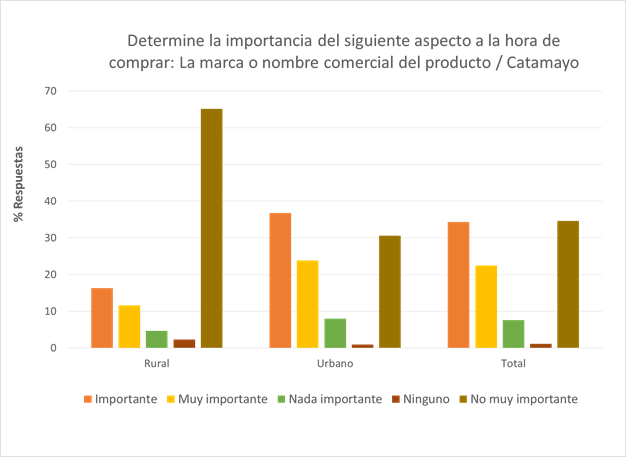 Determine la importancia del siguiente aspecto a la hora de
comprar: La marca o nombre comercial del producto / Catamayo
% Respuestas
70
60
50
40
30
20
10
0
Rural Urbano Total
Importante Muy importante Nada importante Ninguno No muy importante